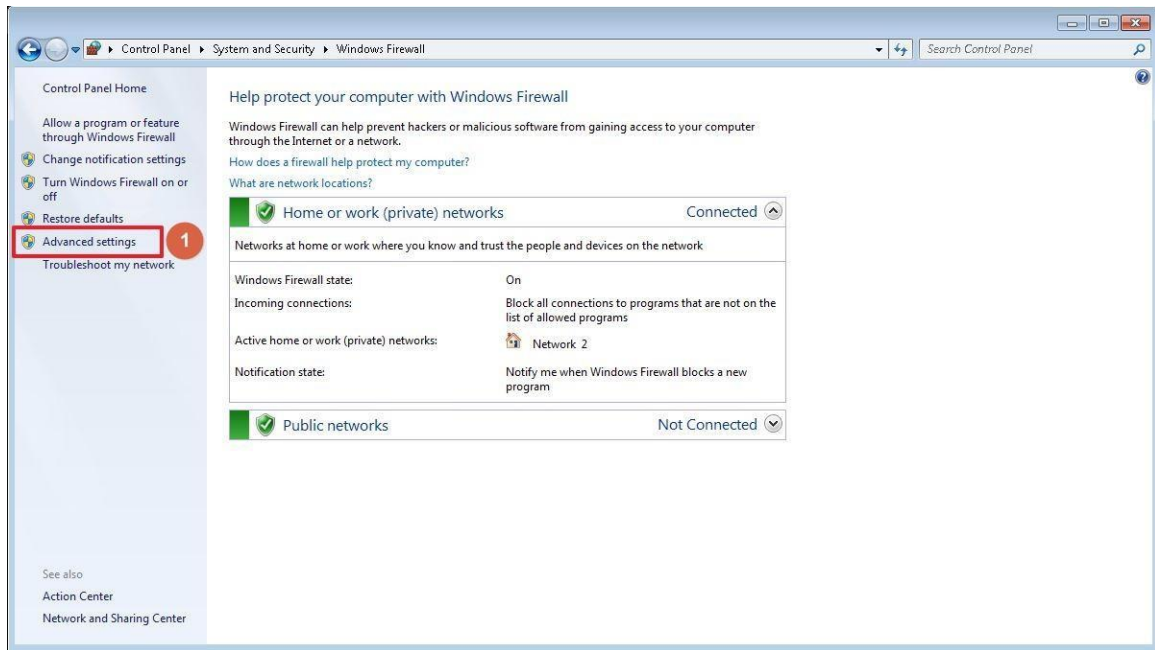 Control Panel ▸ System and Security ▸ Windows Firewall
Search Control Panel
Control Panel Home
Allow a program or feature
through Windows Firewall
Change notification settings
Turn Windows Firewall on or
off
Restore defaults
Advanced settings
1
Troubleshoot my network
See also
Action Center
Network and Sharing Center
Help protect your computer with Windows Firewall
Windows Firewall can help prevent hackers or malicious software from gaining access to your computer
through the Internet or a network.
How does a firewall help protect my computer?
What are network locations?
Home or work (private) networks Connected
Networks at home or work where you know and trust the people and devices on the network
Windows Firewall state: On
Incoming connections: Block all connections to programs that are not on the
list of allowed programs
Active home or work (private) networks: Network 2
Notification state: Notify me when Windows Firewall blocks a new
program
Public networks Not Connected